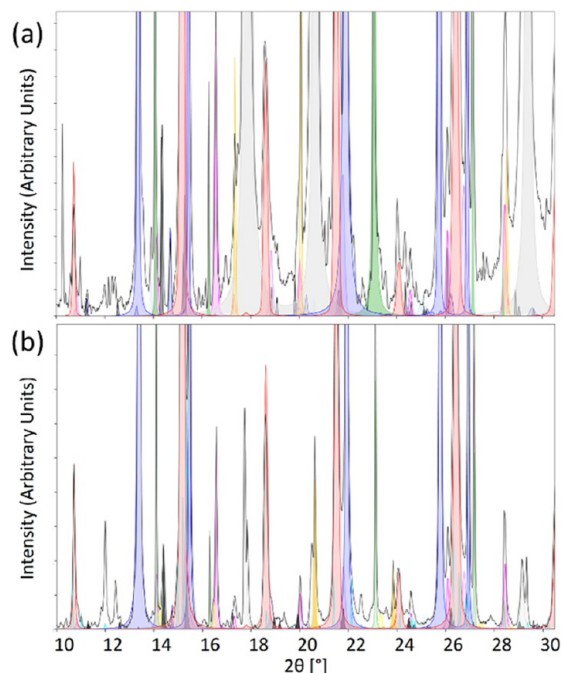 (a)
Intensity (Arbitrary Units)
(b)
Intensity (Arbitrary Units)
10 12 14 16 18 20 22 24 26 28 30
2θ [°]